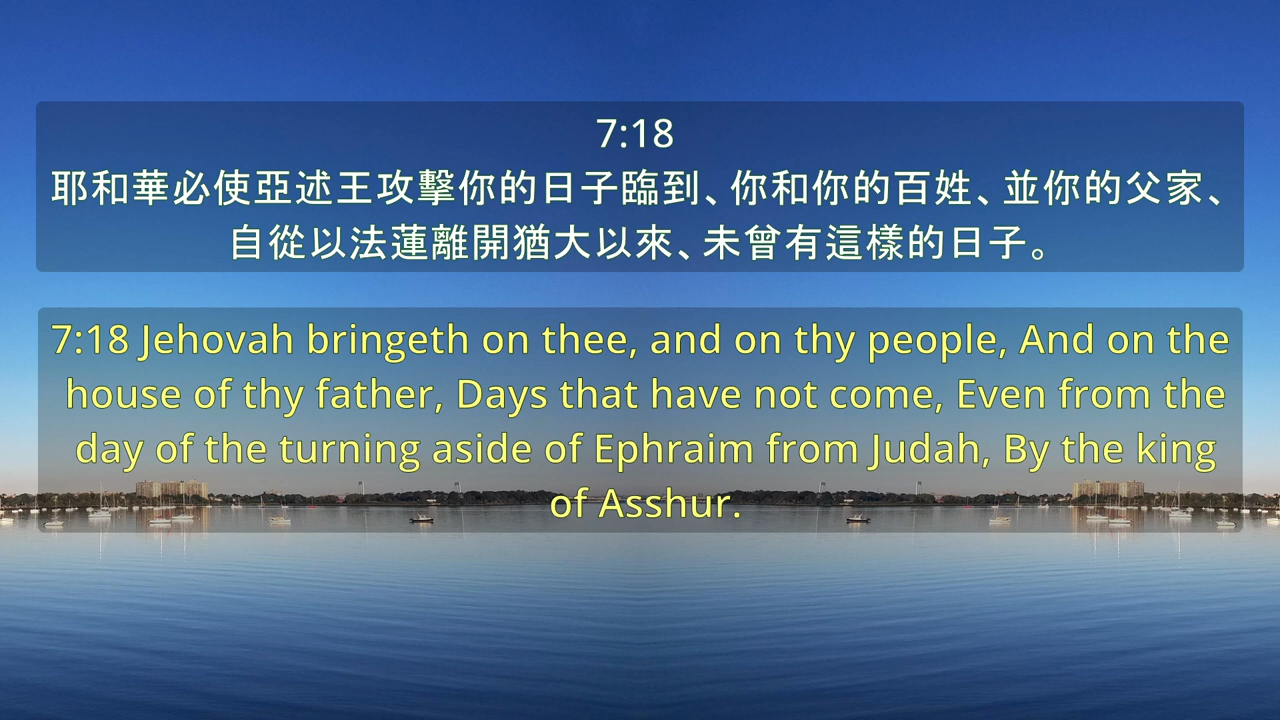 7:18
耶和華必使亞述王攻擊你的日子臨到、你和你的百姓、並你的父家、
自從以法蓮離開猶大以來、未曾有這樣的日子。
7:18 Jehovah bringeth on thee, and on thy people, And on the
house of thy father, Days that have not come, Even from the
day of the turning aside of Ephraim from Judah, By the king
of Asshur.